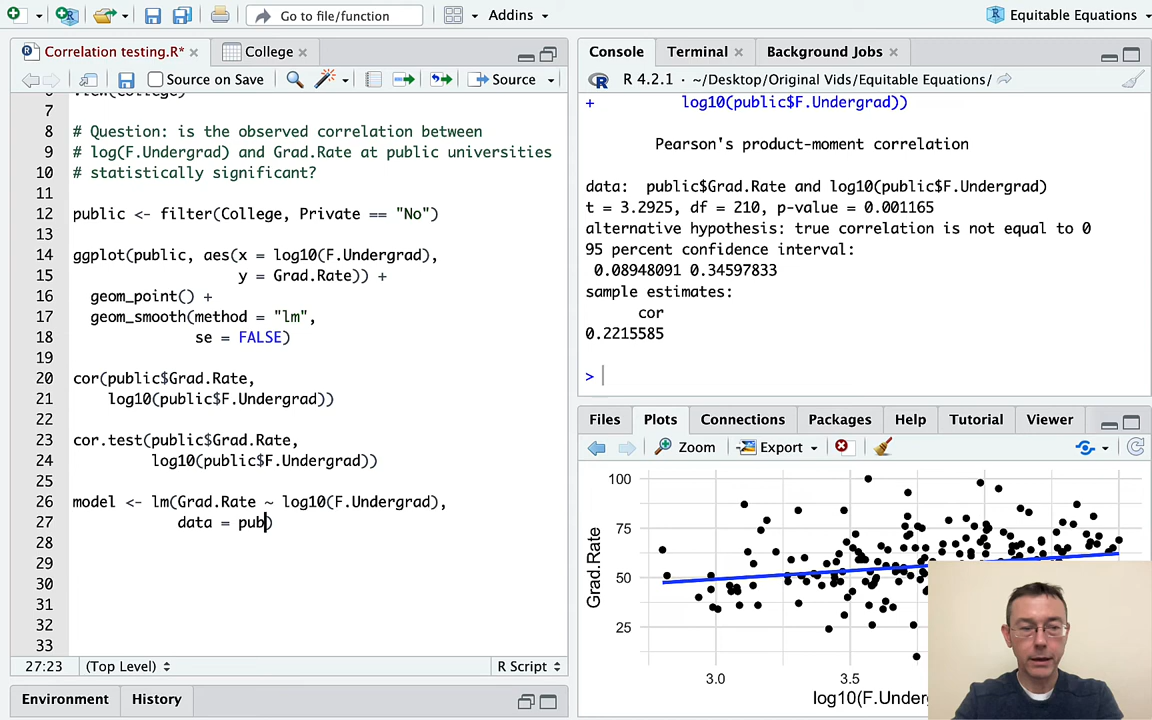 Go to file/function
Addins
Equitable Equations
Correlation testing.R*
College
Source on Save
Source
7
8 # Question: is the observed correlation between
9 # log(F.Undergrad) and Grad.Rate at public universities
10 # statistically significant?
11
12 public <- filter(College, Private == "No")
13
14 ggplot(public, aes(x = log10(F.Undergrad),
15 y = Grad.Rate)) +
16 geom_point() +
17 geom_smooth(method = "lm",
18 se = FALSE)
19
20 cor(public$Grad.Rate,
21 log10(public$F.Undergrad))
22
23 cor.test(public$Grad.Rate,
24 log10(public$F.Undergrad))
25
26 model <- lm(Grad.Rate ~ log10(F.Undergrad),
27 data = pub)
28
29
30
31
32
33
27:23
(Top Level)
R Script
Environment
History
Console
Terminal
Background Jobs
R 4.2.1 · ~/Desktop/Original Vids/Equitable Equations/
+ log10(public$F.Undergrad))
Pearson's product-moment correlation
data: public$Grad.Rate and log10(public$F.Undergrad)
t = 3.2925, df = 210, p-value = 0.001165
alternative hypothesis: true correlation is not equal to 0
95 percent confidence interval:
0.08948091 0.34597833
sample estimates:
cor
0.2215585
>
Files
Plots
Connections
Packages
Help
Tutorial
Viewer
Zoom
Export
100
75
50
25
Grad.Rate
3.0
3.5
log10(F.Underg